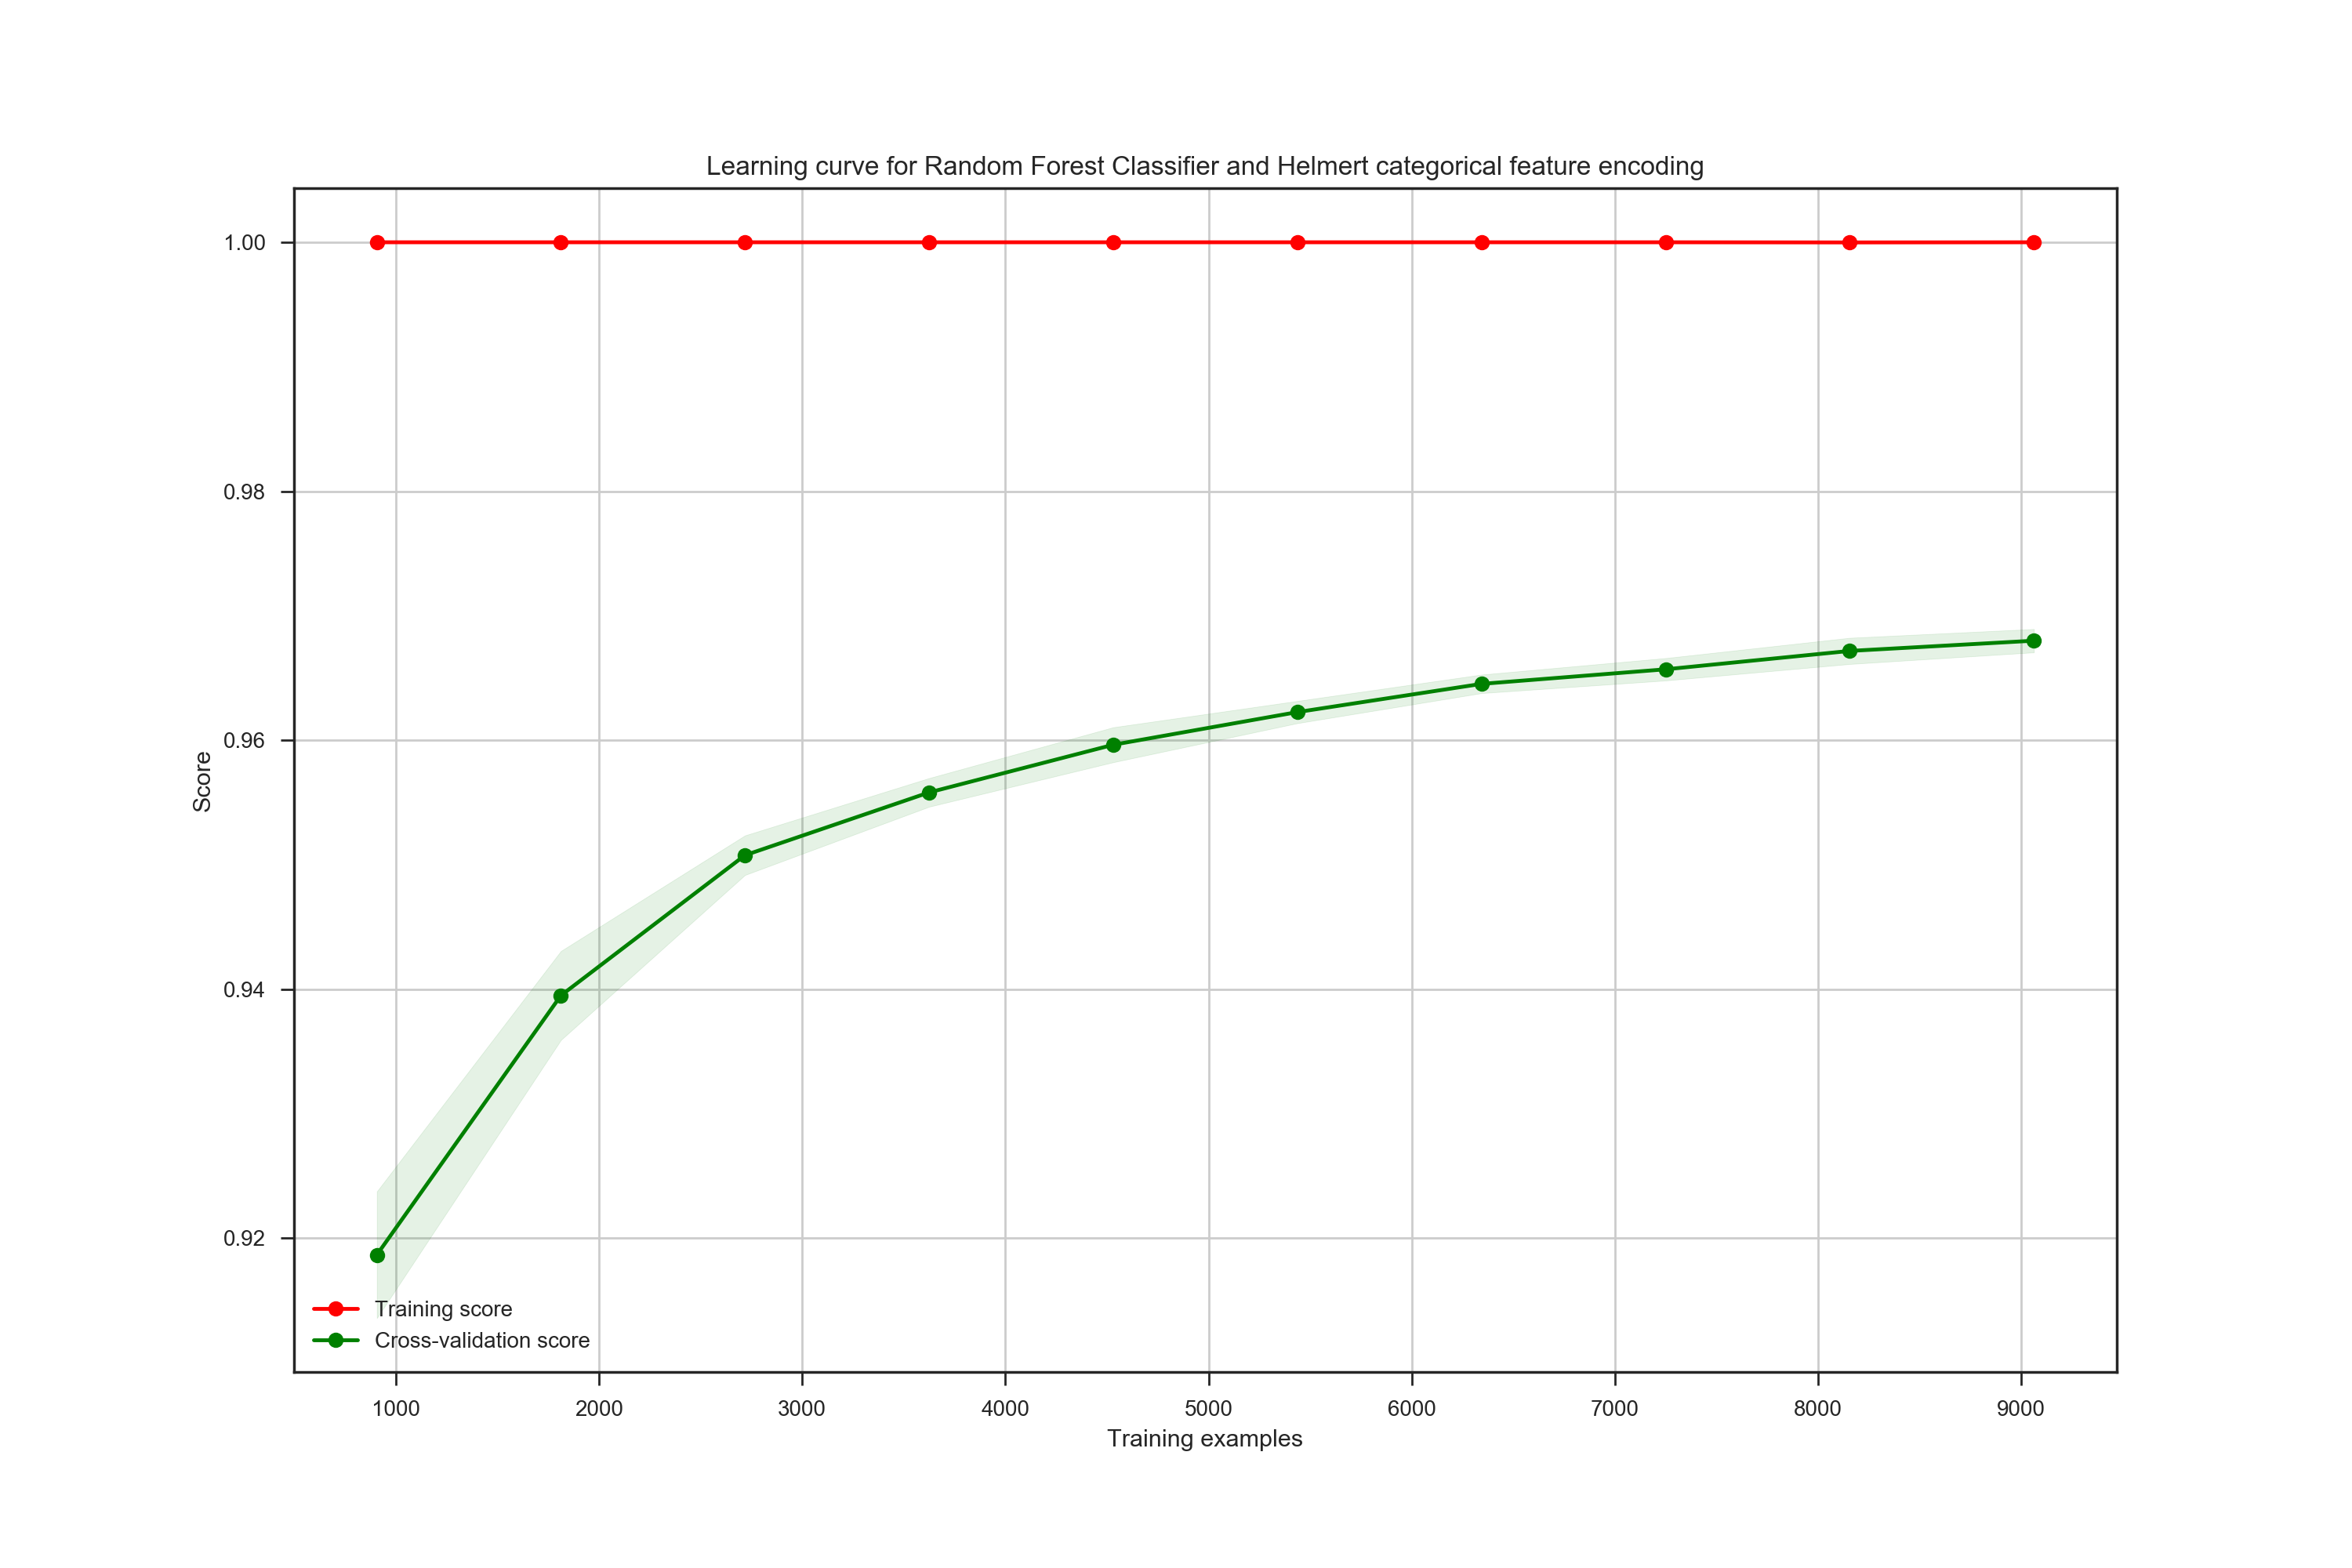 Learning curve for Random Forest Classifier and Helmert categorical feature encoding
1.00
0.98
0.96
0.94
0.92
Score
Training score
Cross-validation score
1000 2000 3000 4000 5000 6000 7000 8000 9000
Training examples